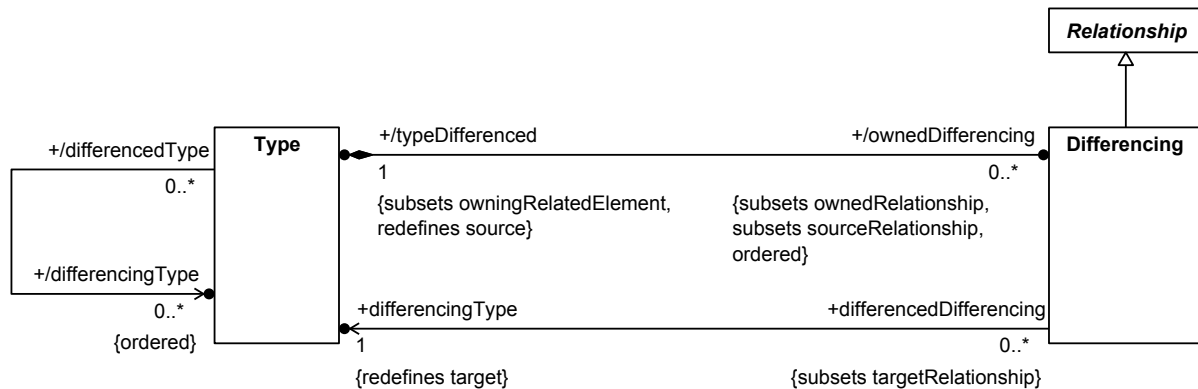 Relationship
+/differencedType
0..*
+/differencingType
0..*
{ordered}
Type
+/typeDifferenced
1
{subsets owningRelatedElement,
redefines source}
+/ownedDifferencing
0..*
{subsets ownedRelationship,
subsets sourceRelationship,
ordered}
Differencing
+differencingType
1
{redefines target}
+differencedDifferencing
0..*
{subsets targetRelationship}